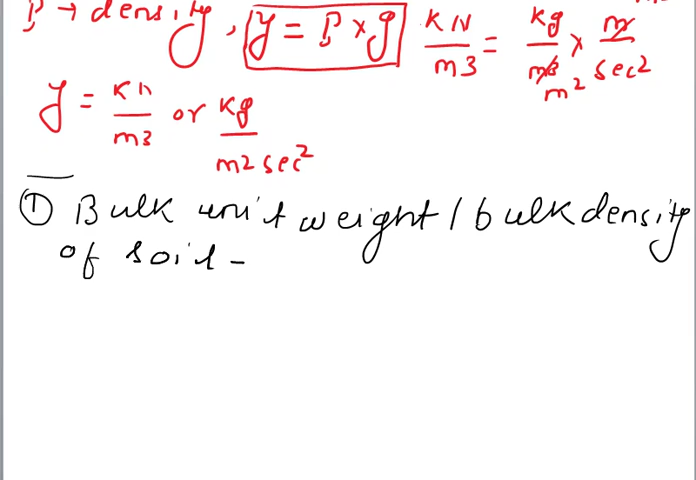 ρ → density, γ = ρ × g kN/m3 = kg/m3 × m/sec2
m2
γ = kN/m3 or kg/m2 sec2
① Bulk unit weight / bulk density
of soil -